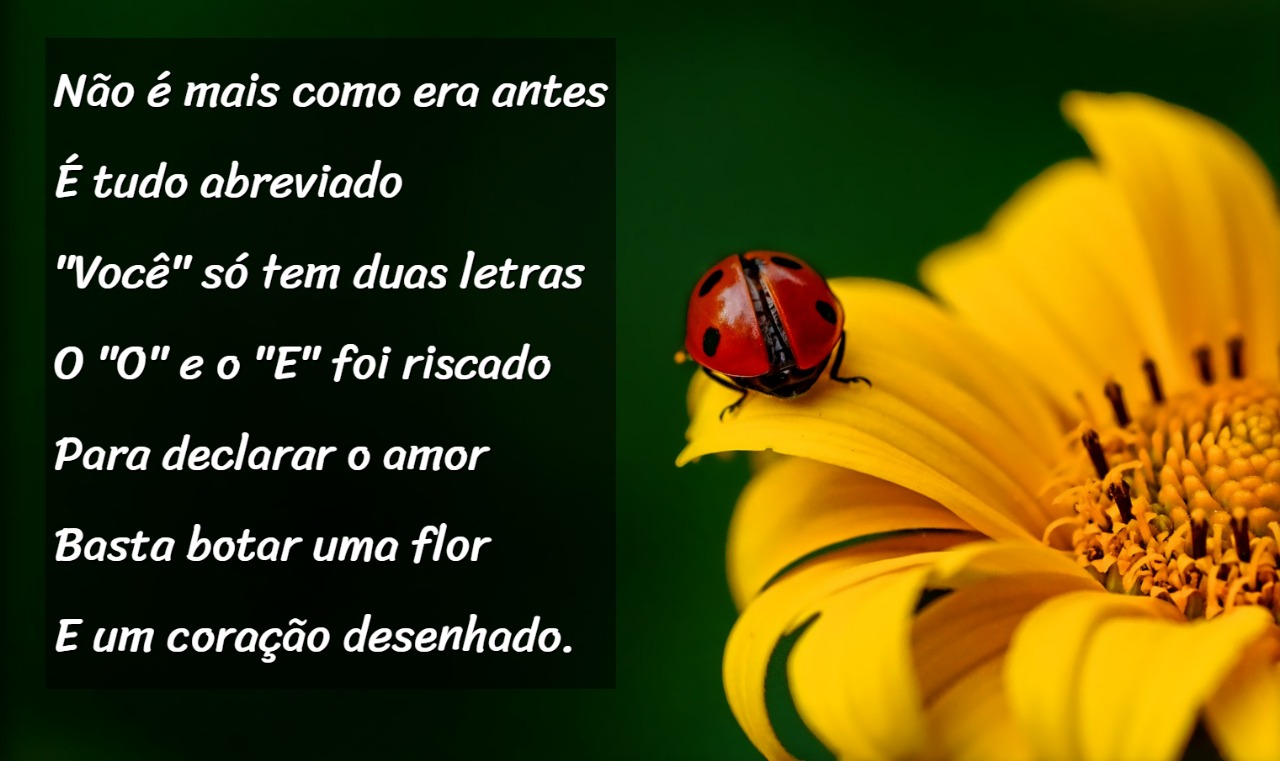 Não é mais como era antes
É tudo abreviado
"Você" só tem duas letras
O "O" e o "E" foi riscado
Para declarar o amor
Basta botar uma flor
E um coração desenhado.